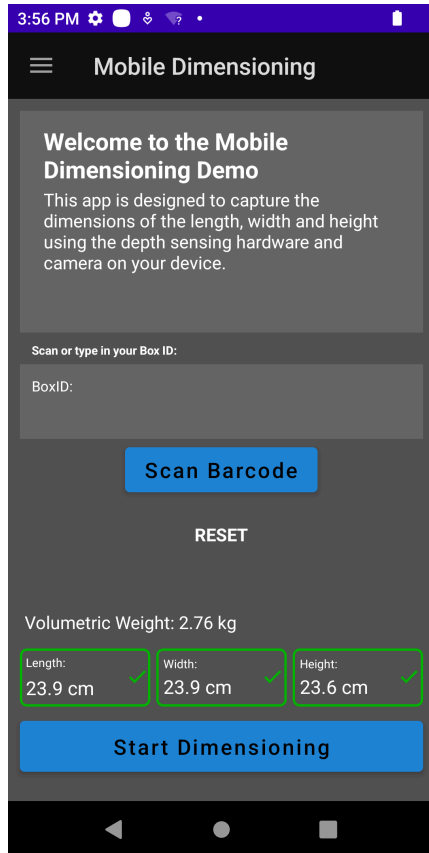 3:56 PM
Mobile Dimensioning
Welcome to the Mobile
Dimensioning Demo
This app is designed to capture the
dimensions of the length, width and height
using the depth sensing hardware and
camera on your device.
Scan or type in your Box ID:
BoxID:
Scan Barcode
RESET
Volumetric Weight: 2.76 kg
Length: Width: Height:
23.9 cm 23.9 cm 23.6 cm
Start Dimensioning